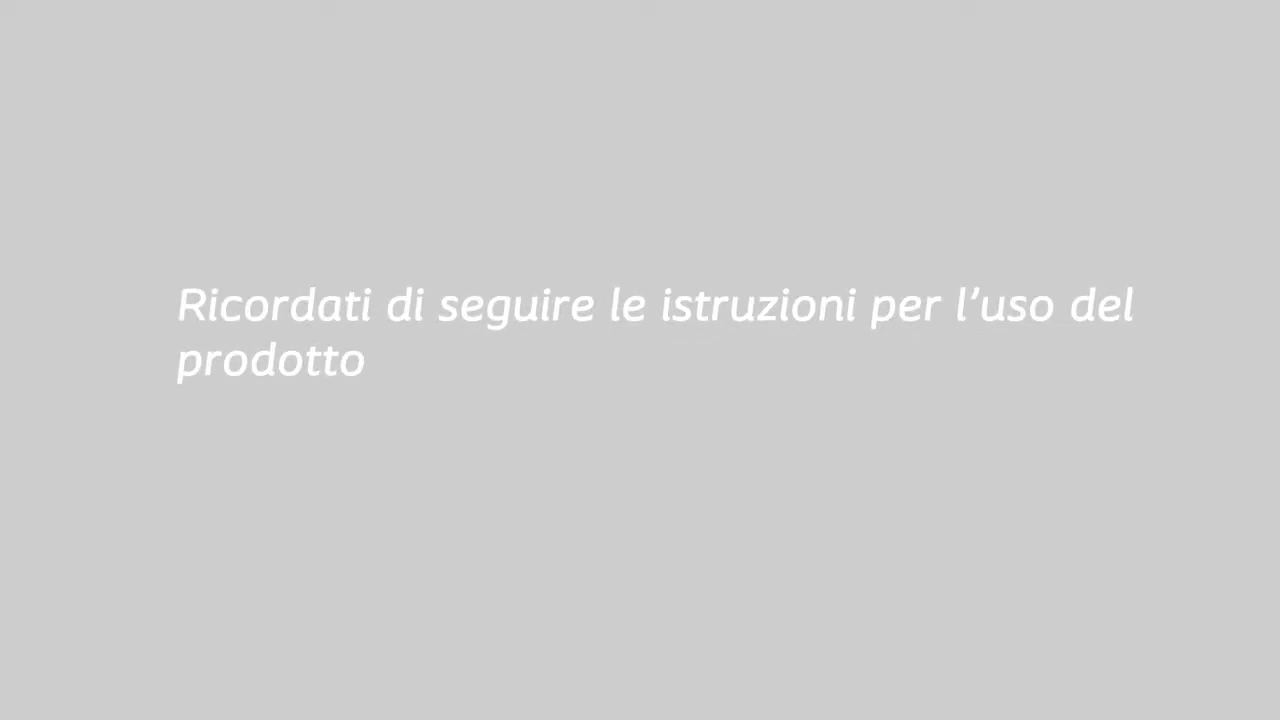 Ricordati di seguire le istruzioni per l’uso del
prodotto